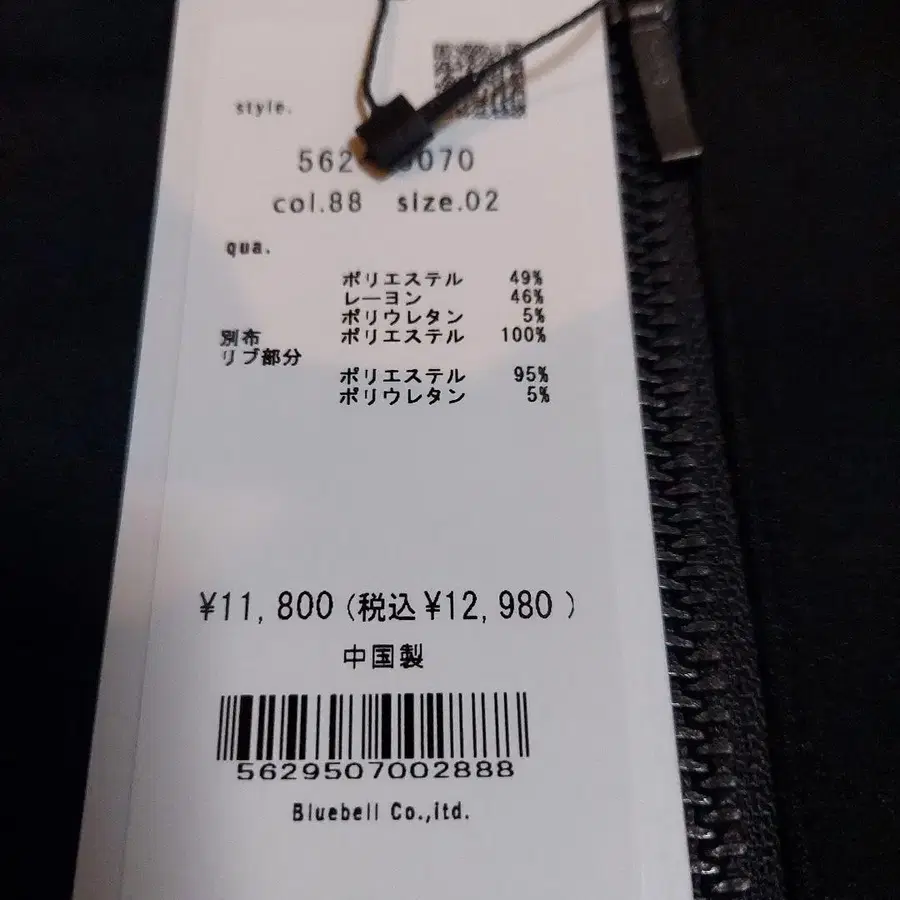 style.
562 5070
col.88 size.02
qua.
ポリエステル 49%
レーヨン 46%
ポリウレタン 5%
別布 ポリエステル 100%
リブ部分
ポリエステル 95%
ポリウレタン 5%
¥11,800(税込¥12,980)
中国製
5629507002888
Bluebell Co.,itd.